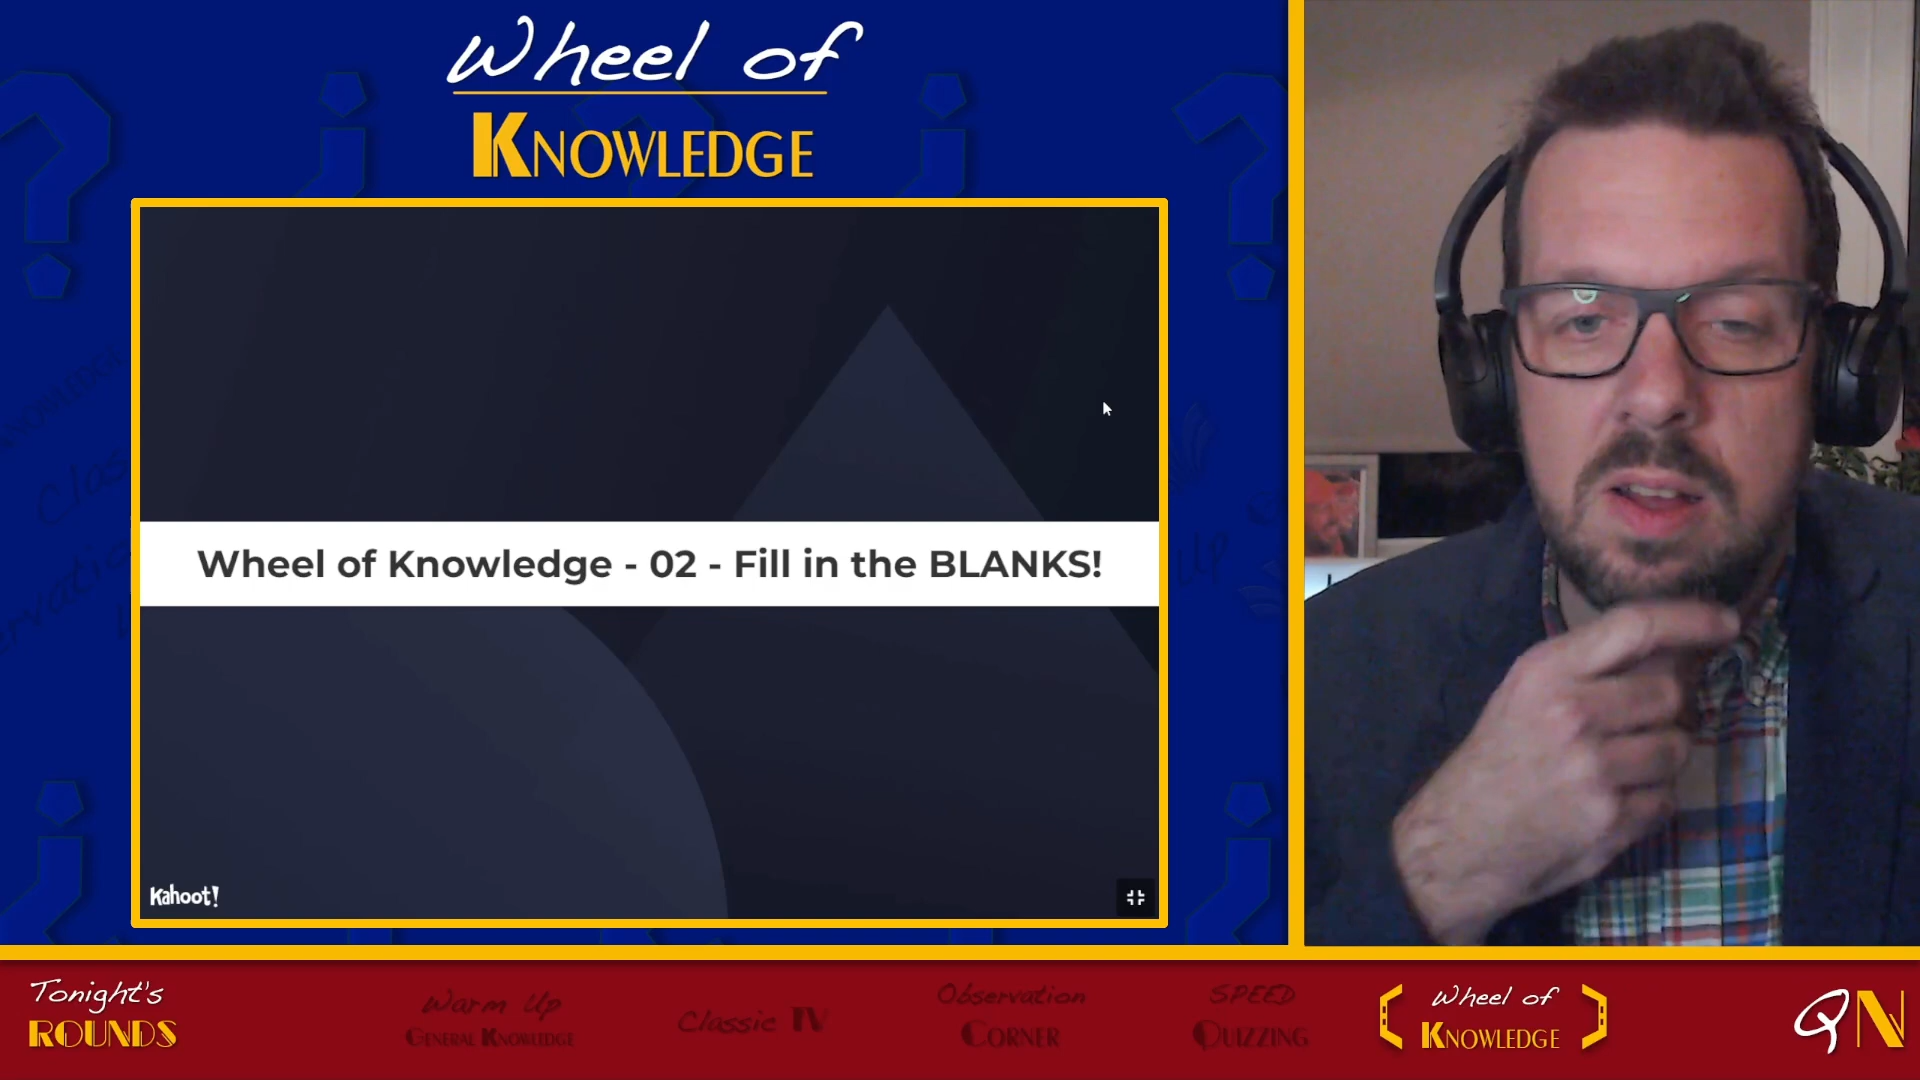 Wheel of
KNOWLEDGE
Wheel of Knowledge - 02 - Fill in the BLANKS!
Kahoot!
Tonight's
ROUNDS
Warm Up
GENERAL KNOWLEDGE
Classic TV
Observation
CORNER
SPEED
QUIZZING
Wheel of
KNOWLEDGE
QN